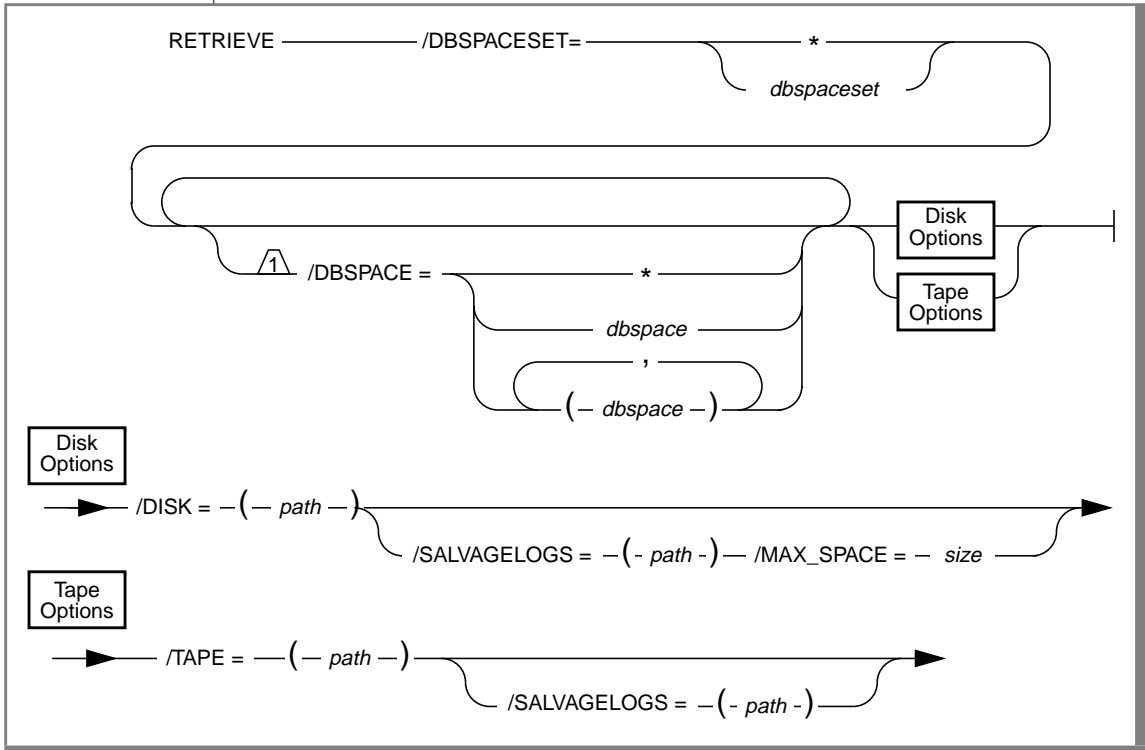 RETRIEVE /DBSPACESET= *
dbspaceset
Disk
Options
1 /DBSPACE = *
Tape
Options
dbspace
,
( dbspace )
Disk
Options
/DISK = ( path )
/SALVAGELOGS = ( path ) /MAX_SPACE = size
Tape
Options
/TAPE = ( path )
/SALVAGELOGS = ( path )